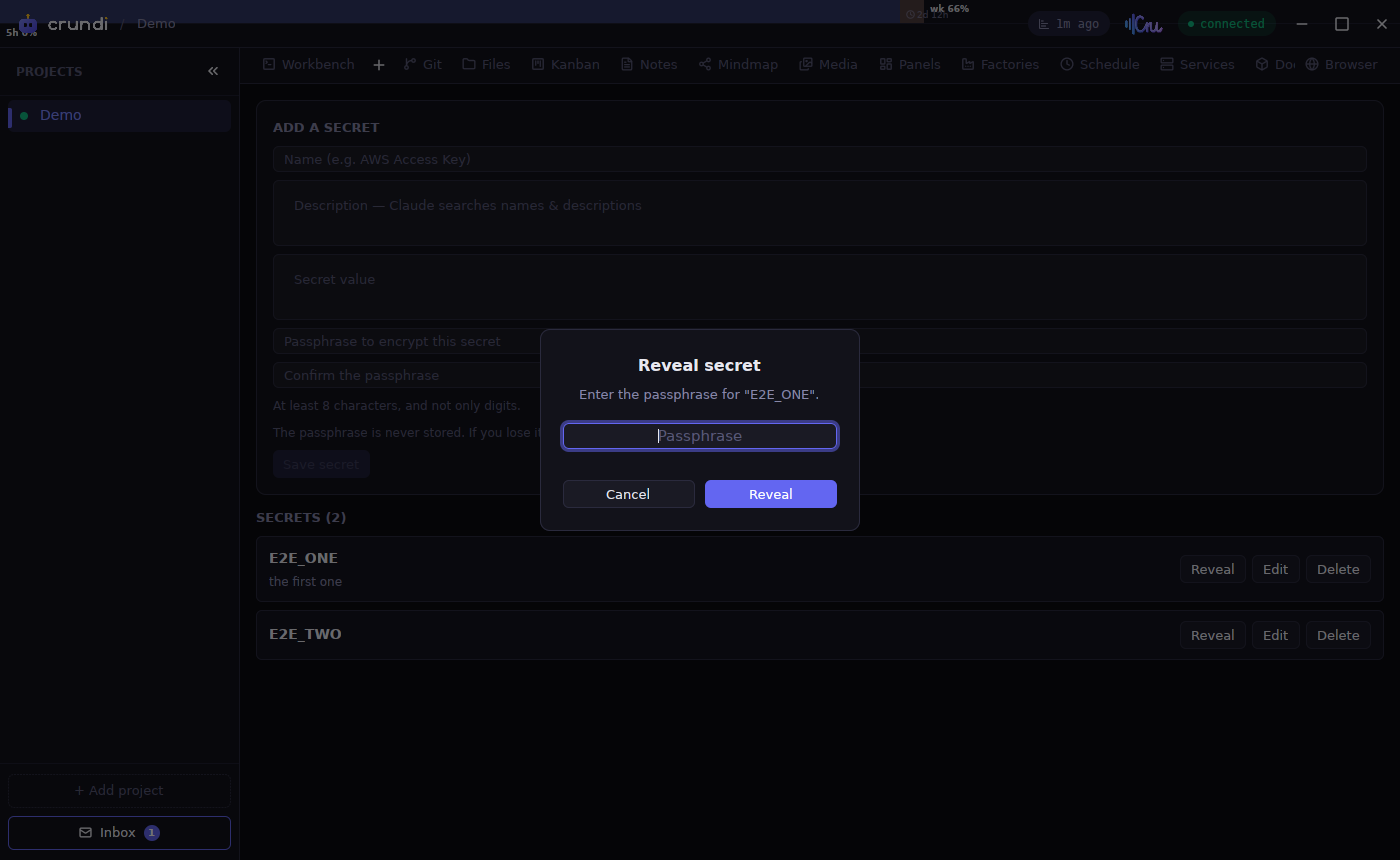 crundi / Demo
5h 0%
2d 12h
wk 66%
1m ago
connected
PROJECTS
Demo
Workbench
+
Git
Files
Kanban
Notes
Mindmap
Media
Panels
Factories
Schedule
Services
Browser
ADD A SECRET
Name (e.g. AWS Access Key)
Description — Claude searches names & descriptions
Secret value
Passphrase to encrypt this secret
Confirm the passphrase
At least 8 characters, and not only digits.
The passphrase is never stored. If you lose it
Save secret
Reveal secret
Enter the passphrase for "E2E_ONE".
Passphrase
Cancel
Reveal
SECRETS (2)
E2E_ONE
the first one
Reveal
Edit
Delete
E2E_TWO
Reveal
Edit
Delete
+ Add project
Inbox 1